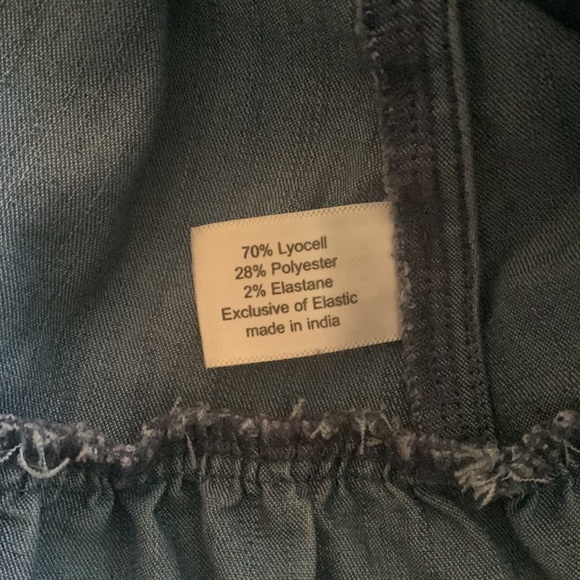 70% Lyocell
28% Polyester
2% Elastane
Exclusive of Elastic
made in india